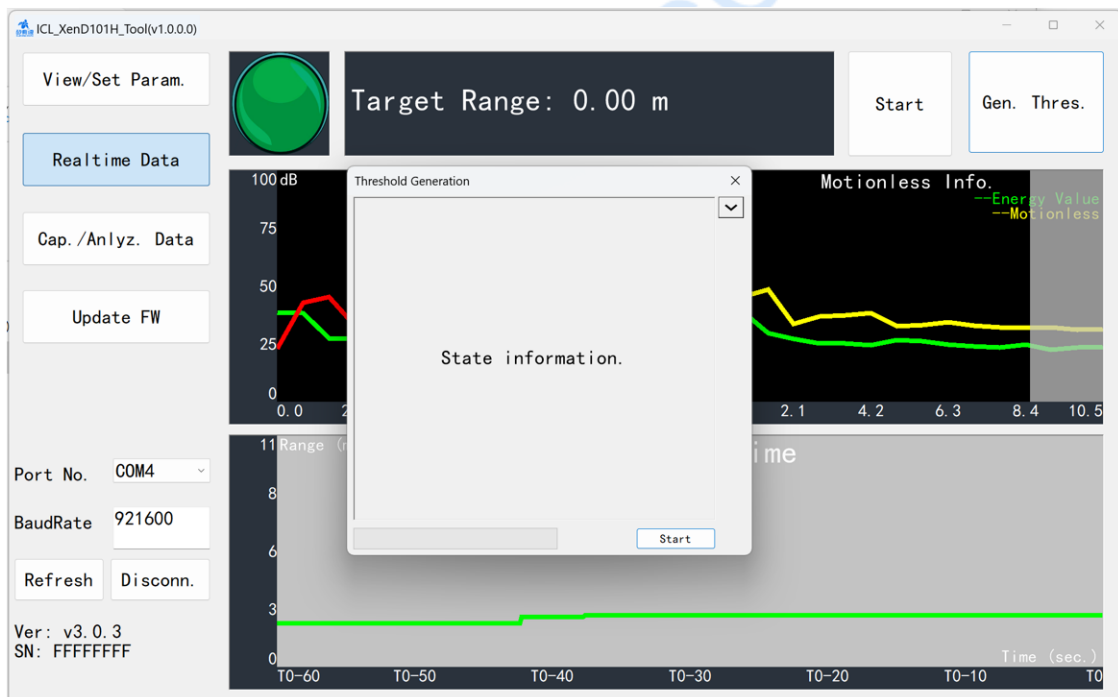 ICL_XenD101H_Tool(v1.0.0.0)
View/Set Param.
Realtime Data
Cap./Anlyz. Data
Update FW
Port No. COM4
BaudRate 921600
Refresh Disconn.
Ver: v3.0.3
SN: FFFFFFFF
Target Range: 0.00 m
Start
Gen. Thres.
100 dB
75
50
25
0
0.0
Motionless Info.
--Energy Value
--Motionless
2.1 4.2 6.3 8.4 10.5
Threshold Generation
State information.
Start
11 Range
8
6
3
0
Time (sec.)
T0-60 T0-50 T0-40 T0-30 T0-20 T0-10 T0